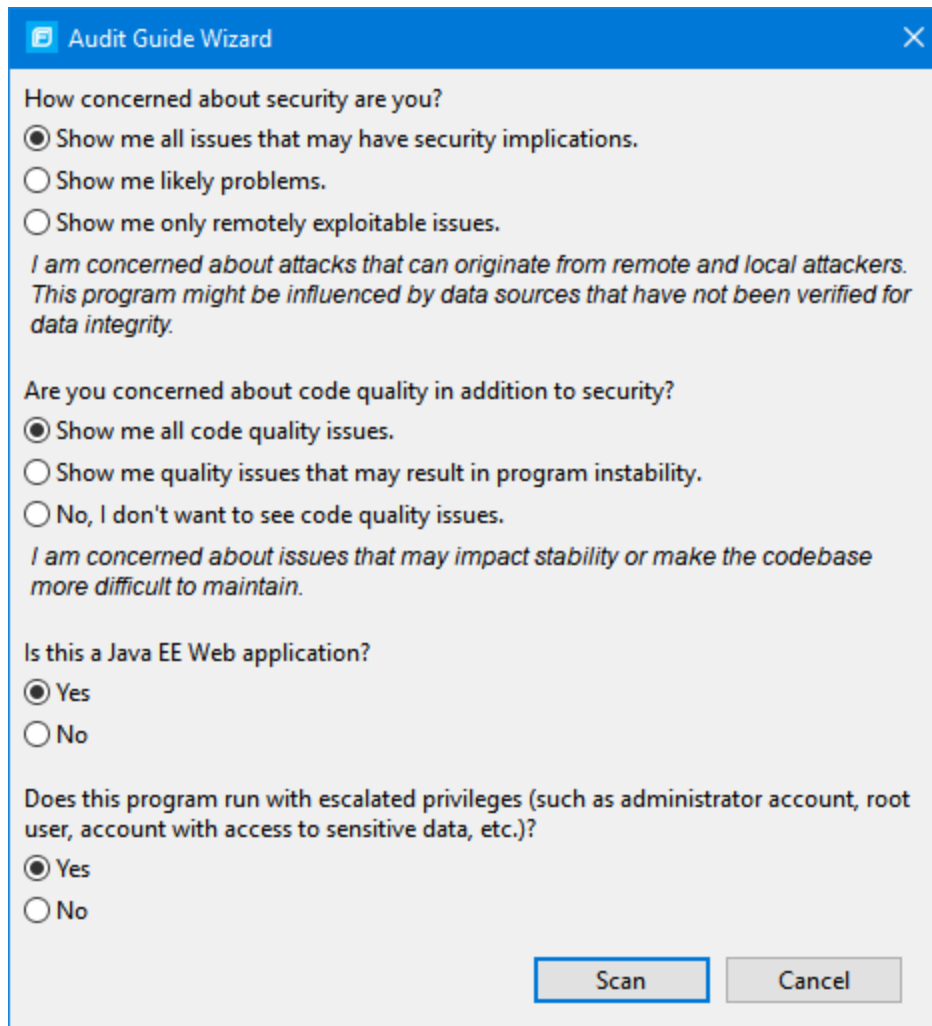 Audit Guide Wizard
How concerned about security are you?
Show me all issues that may have security implications.
Show me likely problems.
Show me only remotely exploitable issues.
I am concerned about attacks that can originate from remote and local attackers.
This program might be influenced by data sources that have not been verified for
data integrity.
Are you concerned about code quality in addition to security?
Show me all code quality issues.
Show me quality issues that may result in program instability.
No, I don't want to see code quality issues.
I am concerned about issues that may impact stability or make the codebase
more difficult to maintain.
Is this a Java EE Web application?
Yes
No
Does this program run with escalated privileges (such as administrator account, root
user, account with access to sensitive data, etc.)?
Yes
No
Scan Cancel